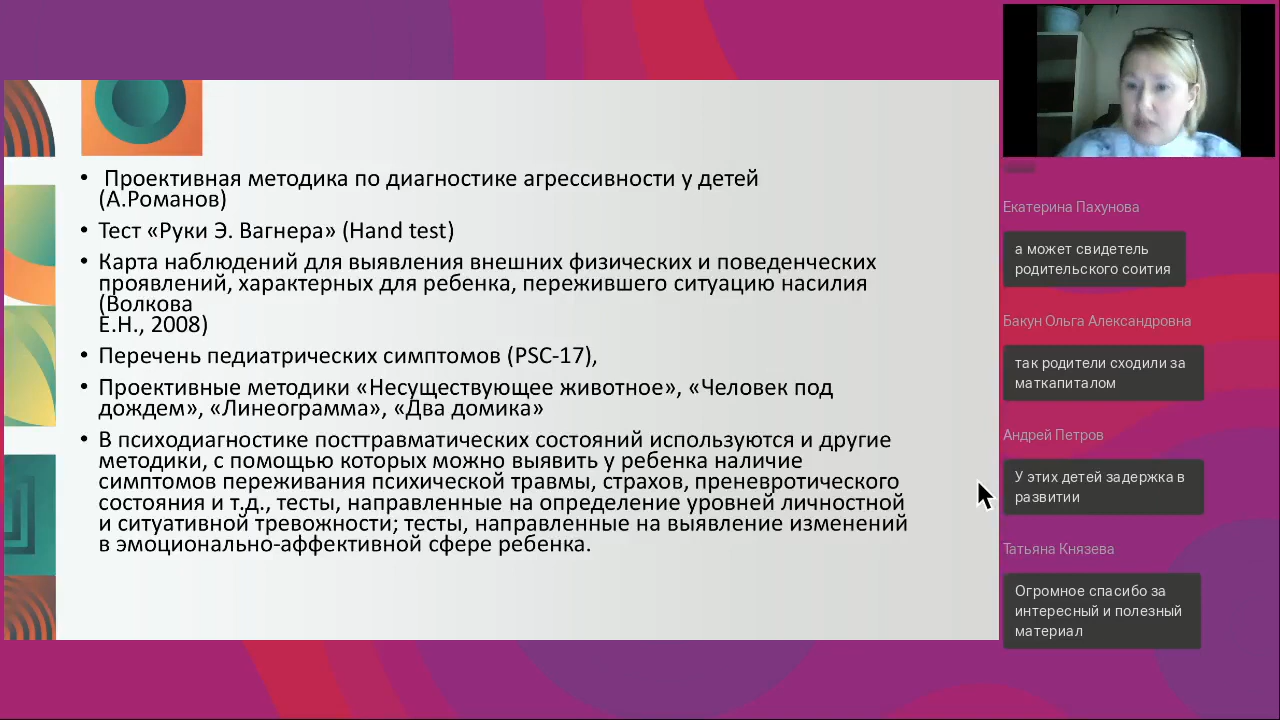 • Проективная методика по диагностике агрессивности у детей
(А.Романов)
• Тест «Руки Э. Вагнера» (Hand test)
• Карта наблюдений для выявления внешних физических и поведенческих
проявлений, характерных для ребенка, пережившего ситуацию насилия
(Волкова
Е.Н., 2008)
• Перечень педиатрических симптомов (PSC-17),
• Проективные методики «Несуществующее животное», «Человек под
дождем», «Линеограмма», «Два домика»
• В психодиагностике посттравматических состояний используются и другие
методики, с помощью которых можно выявить у ребенка наличие
симптомов переживания психической травмы, страхов, преневротического
состояния и т.д., тесты, направленные на определение уровней личностной
и ситуативной тревожности; тесты, направленные на выявление изменений
в эмоционально-аффективной сфере ребенка.
Екатерина Пахунова
а может свидетель
родительского соития
Бакун Ольга Александровна
так родители сходили за
маткапиталом
Андрей Петров
У этих детей задержка в
развитии
Татьяна Князева
Огромное спасибо за
интересный и полезный
материал